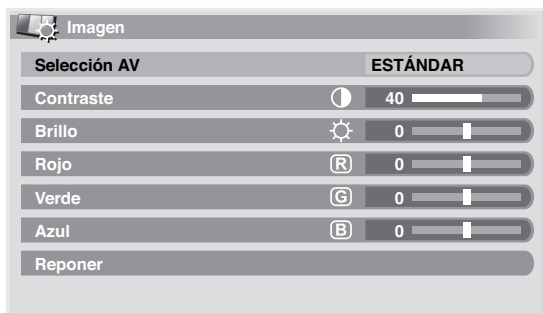 Imagen
Selección AV ESTÁNDAR
Contraste 40
Brillo 0
Rojo R 0
Verde G 0
Azul B 0
Reponer